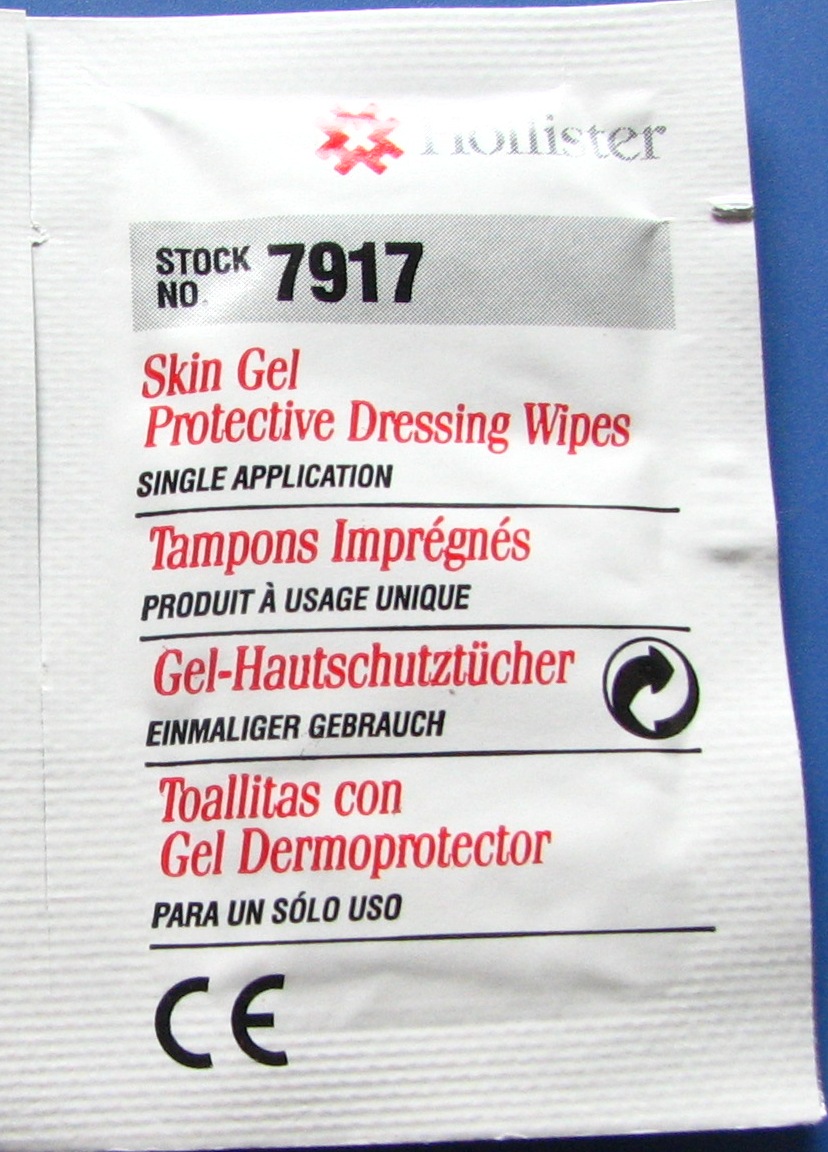 Hollister
STOCK
NO. 7917
Skin Gel
Protective Dressing Wipes
SINGLE APPLICATION
Tampons Imprégnés
PRODUIT À USAGE UNIQUE
Gel-Hautschutztücher
EINMALIGER GEBRAUCH
Toallitas con
Gel Dermoprotector
PARA UN SÓLO USO
CE